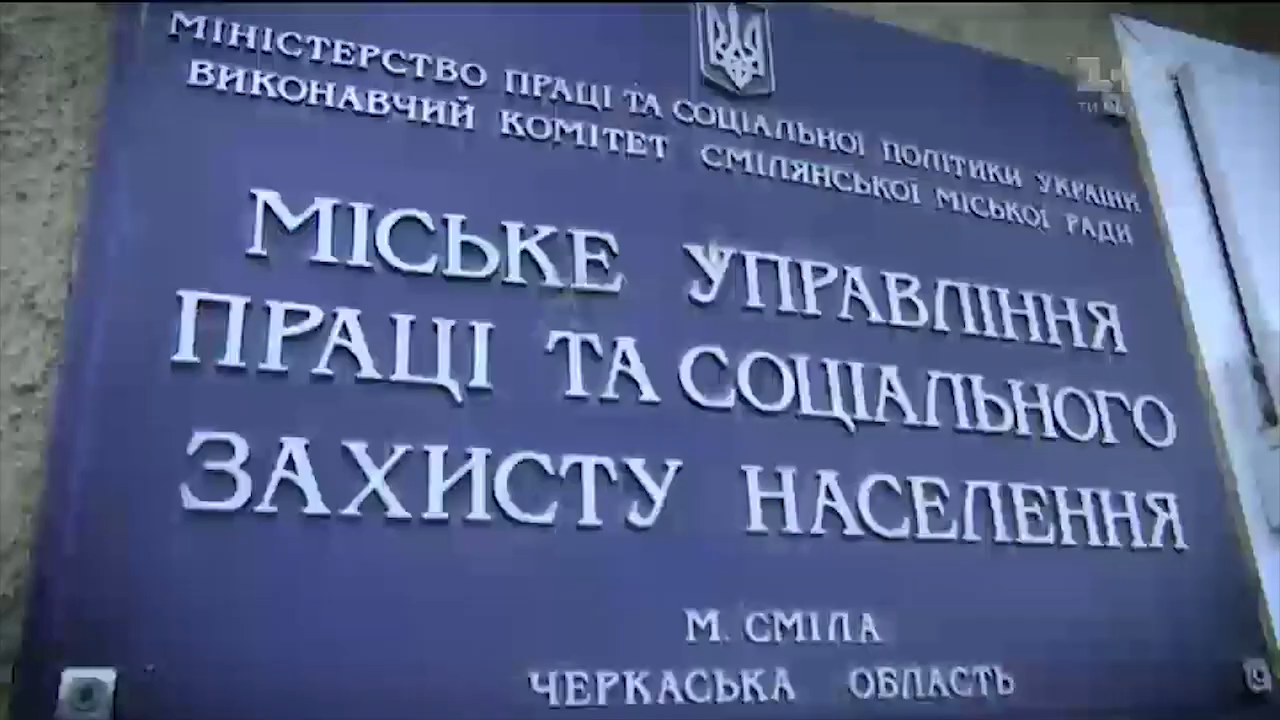 МІНІСТЕРСТВО ПРАЦІ ТА СОЦІАЛЬНОЇ ПОЛІТИКИ УКРАЇНИ
ВИКОНАВЧИЙ КОМІТЕТ СМІЛЯНСЬКОЇ МІСЬКОЇ РАДИ
МІСЬКЕ УПРАВЛІННЯ
ПРАЦІ ТА СОЦІАЛЬНОГО
ЗАХИСТУ НАСЕЛЕННЯ
М. СМІЛА
ЧЕРКАСЬКА ОБЛАСТЬ